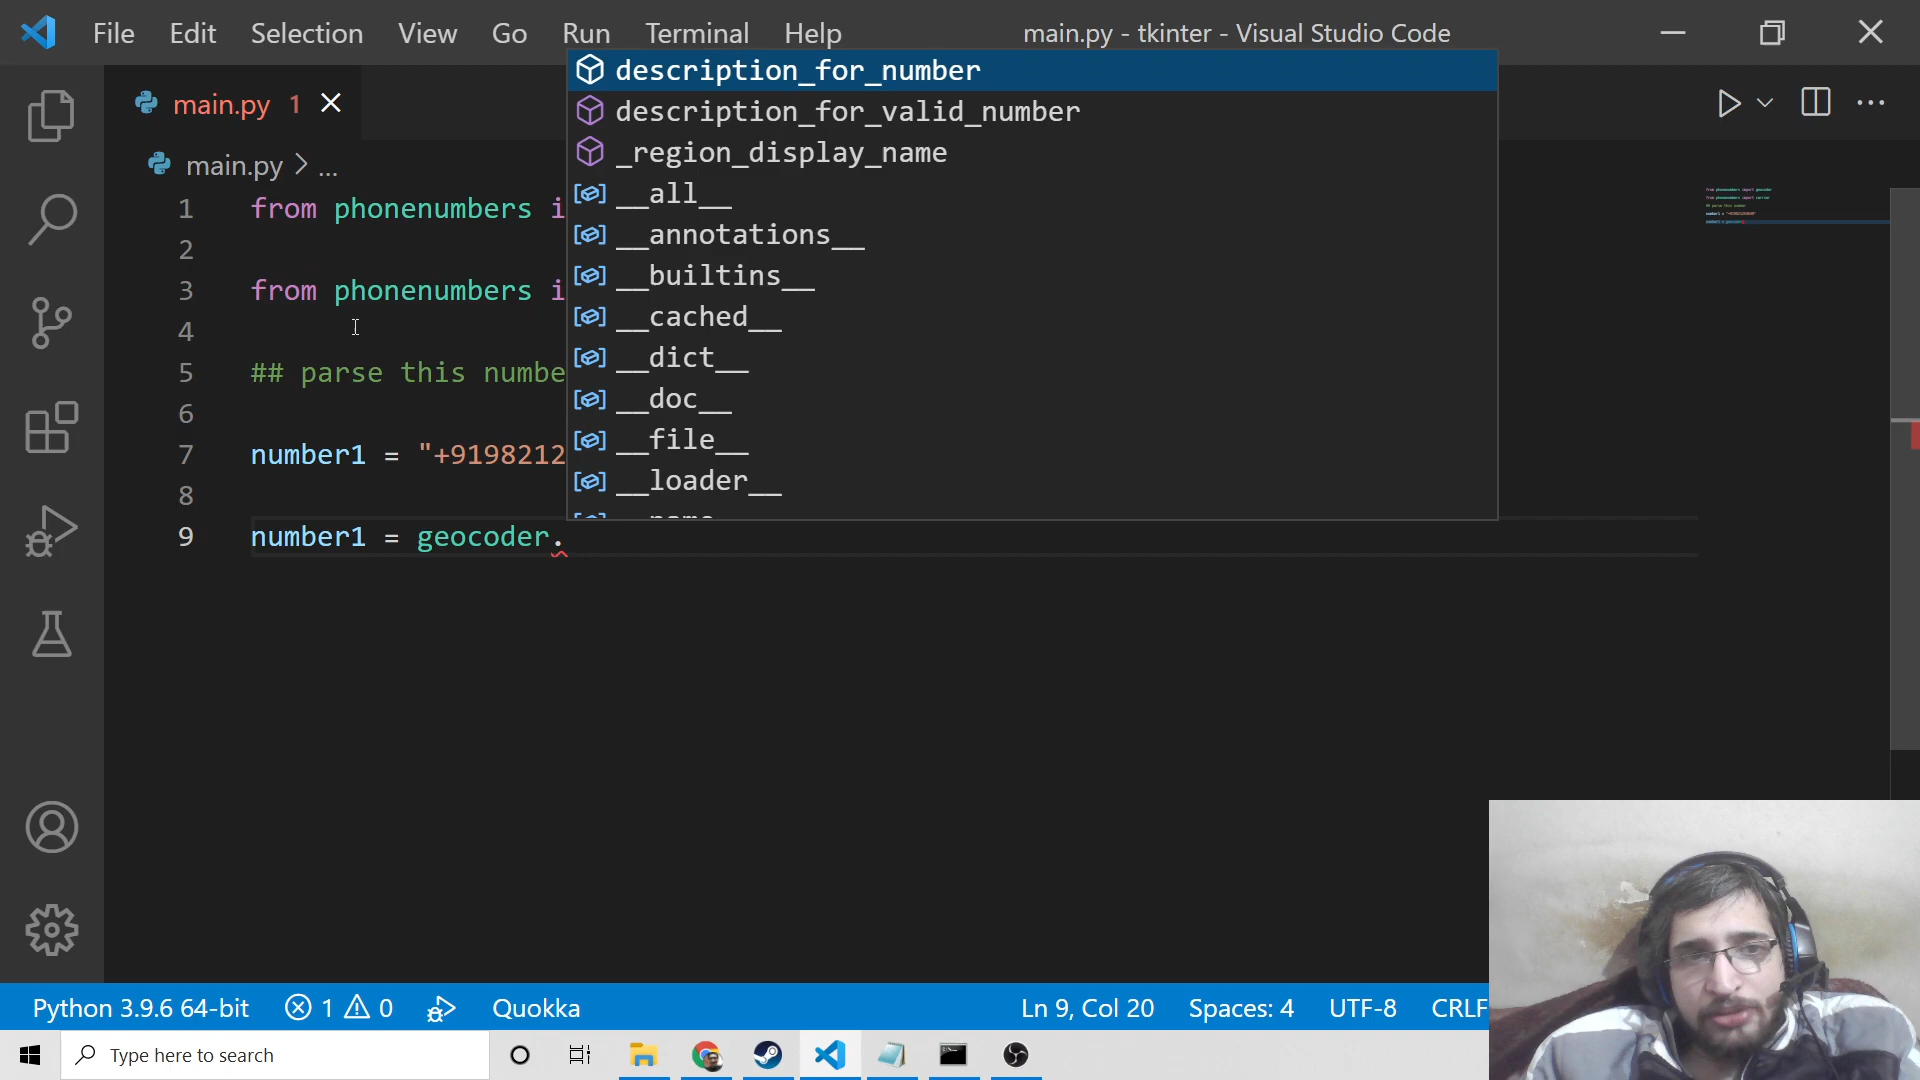 File Edit Selection View Go Run Terminal Help main.py - tkinter - Visual Studio Code
main.py 1
main.py > ...
description_for_number
description_for_valid_number
_region_display_name
__all__
__annotations__
__builtins__
__cached__
__dict__
__doc__
__file__
__loader__
1 from phonenumbers i
2
3 from phonenumbers i
4
5 ## parse this numbe
6
7 number1 = "+9198212
8
9 number1 = geocoder.
Python 3.9.6 64-bit 1 0 Quokka Ln 9, Col 20 Spaces: 4 UTF-8 CRLF
Type here to search